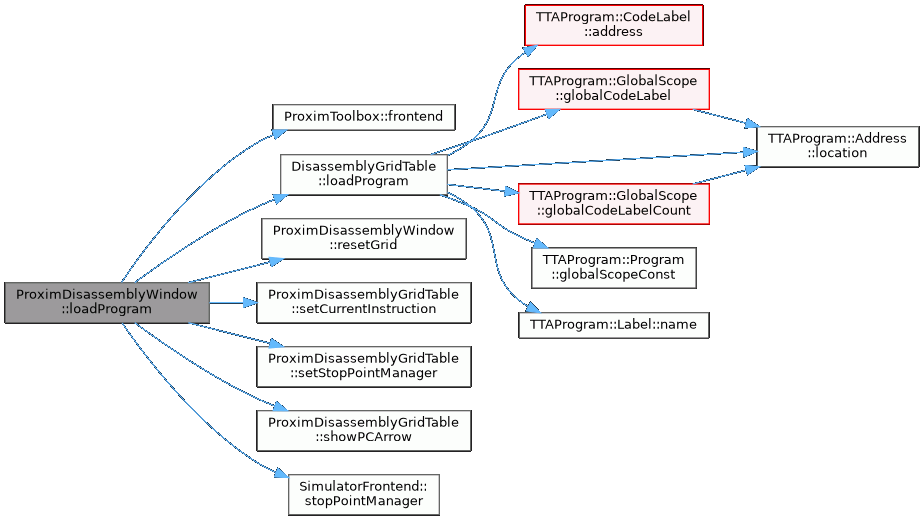 TTAProgram::CodeLabel
::address
TTAProgram::GlobalScope
::globalCodeLabel
ProximToolbox::frontend
TTAProgram::Address
::location
DisassemblyGridTable
::loadProgram
TTAProgram::GlobalScope
::globalCodeLabelCount
ProximDisassemblyWindow
::resetGrid
TTAProgram::Program
::globalScopeConst
ProximDisassemblyWindow
::loadProgram
ProximDisassemblyGridTable
::setCurrentInstruction
TTAProgram::Label::name
ProximDisassemblyGridTable
::setStopPointManager
ProximDisassemblyGridTable
::showPCArrow
SimulatorFrontend::
stopPointManager